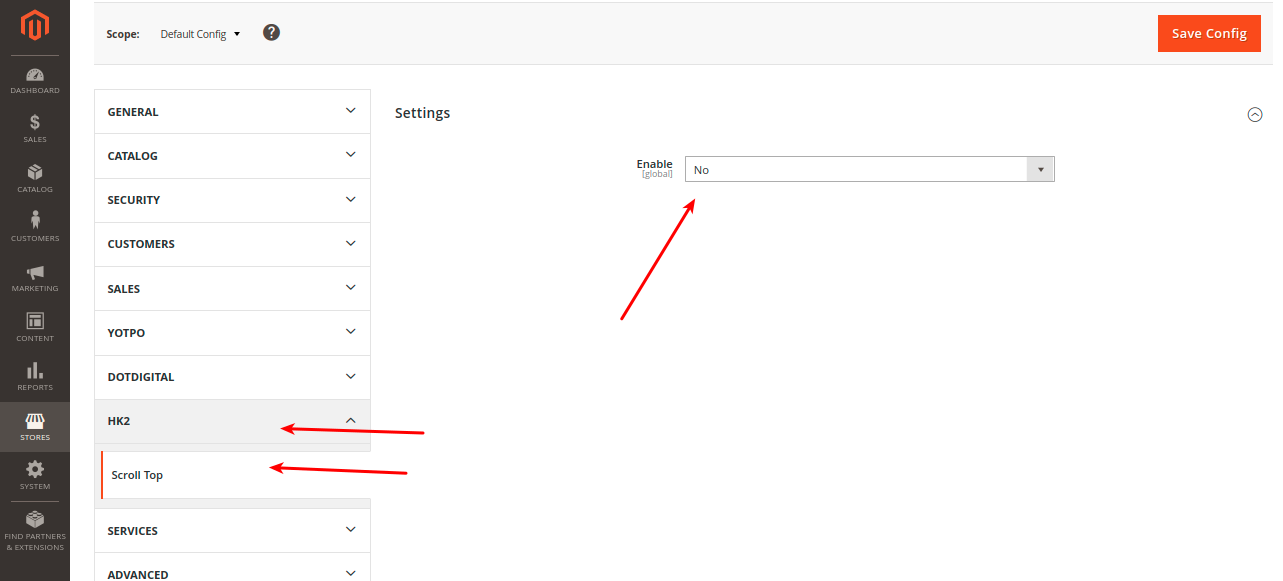 Scope: Default Config ?
Save Config
DASHBOARD
$
SALES
CATALOG
CUSTOMERS
MARKETING
CONTENT
REPORTS
STORES
SYSTEM
FIND PARTNERS
& EXTENSIONS
GENERAL
CATALOG
SECURITY
CUSTOMERS
SALES
YOTPO
DOTDIGITAL
HK2
Scroll Top
SERVICES
ADVANCED
Settings
Enable
[global]
No